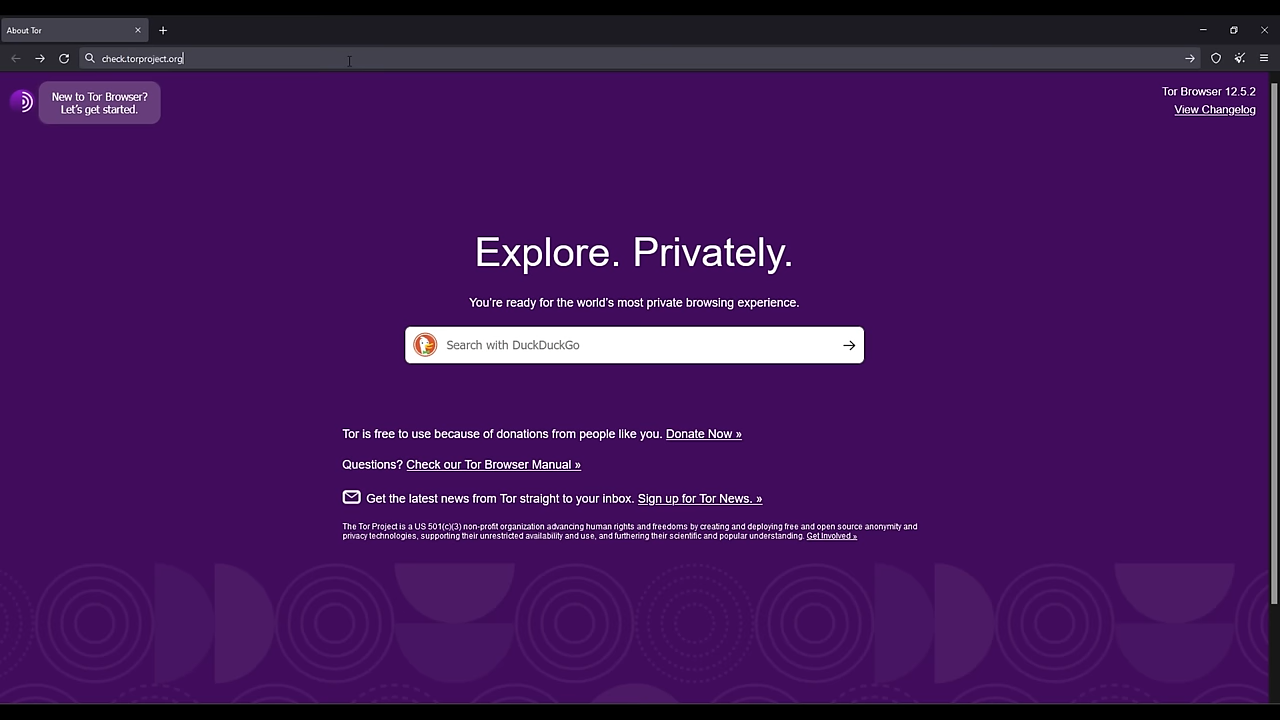 About Tor
check.torproject.org
New to Tor Browser?
Let's get started.
Tor Browser 12.5.2
View Changelog
Explore. Privately.
You're ready for the world's most private browsing experience.
Search with DuckDuckGo
Tor is free to use because of donations from people like you. Donate Now »
Questions? Check our Tor Browser Manual »
Get the latest news from Tor straight to your inbox. Sign up for Tor News. »
The Tor Project is a US 501(c)(3) non-profit organization advancing human rights and freedoms by creating and deploying free and open source anonymity and
privacy technologies, supporting their unrestricted availability and use, and furthering their scientific and popular understanding. Get Involved »